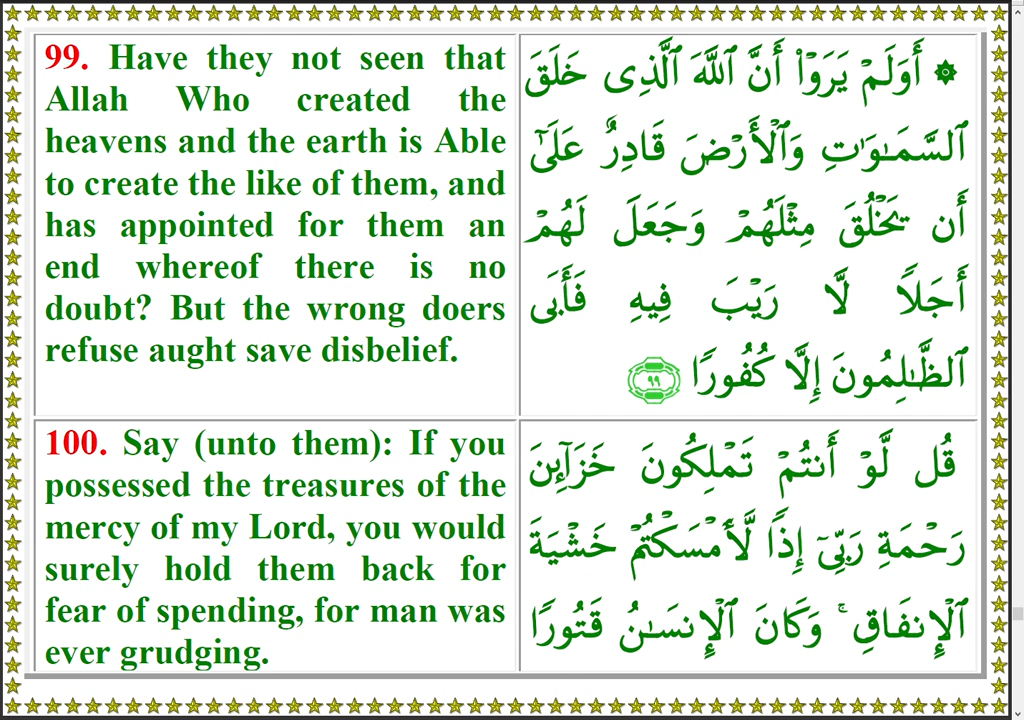 99. Have they not seen that
Allah Who created the
heavens and the earth is Able
to create the like of them, and
has appointed for them an
end whereof there is no
doubt? But the wrong doers
refuse aught save disbelief.
۞ أَوَلَمْ يَرَوْا۟ أَنَّ ٱللَّهَ ٱلَّذِى خَلَقَ
ٱلسَّمَـٰوَٰتِ وَٱلْأَرْضَ قَادِرٌ عَلَىٰٓ
أَن يَخْلُقَ مِثْلَهُمْ وَجَعَلَ لَهُمْ
أَجَلًا لَّا رَيْبَ فِيهِ فَأَبَى
ٱلظَّـٰلِمُونَ إِلَّا كُفُورًا ٩٩
100. Say (unto them): If you
possessed the treasures of the
mercy of my Lord, you would
surely hold them back for
fear of spending, for man was
ever grudging.
قُل لَّوْ أَنتُمْ تَمْلِكُونَ خَزَآئِنَ
رَحْمَةِ رَبِّىٓ إِذًا لَّأَمْسَكْتُمْ خَشْيَةَ
ٱلْإِنفَاقِ ۚ وَكَانَ ٱلْإِنسَـٰنُ قَتُورًا